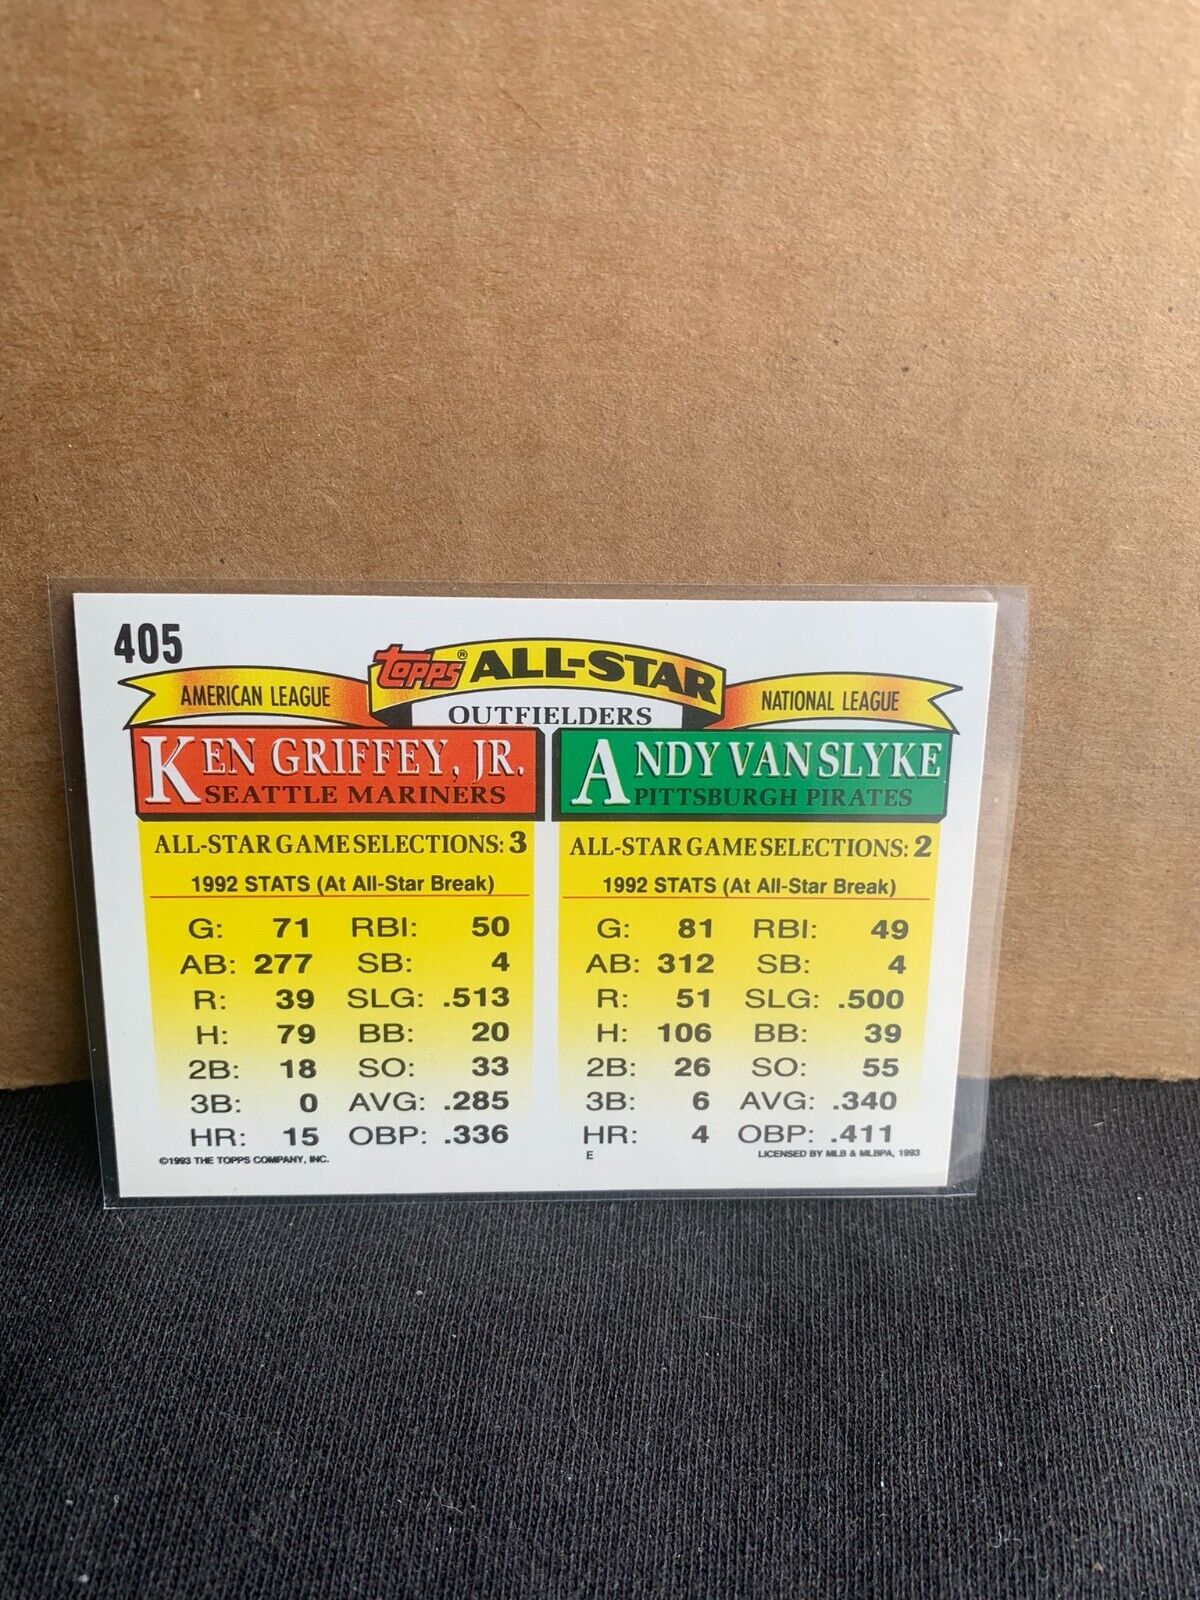 405
topps® ALL-STAR
AMERICAN LEAGUE
OUTFIELDERS
NATIONAL LEAGUE
KEN GRIFFEY, JR.
SEATTLE MARINERS
ALL-STAR GAME SELECTIONS: 3
1992 STATS (At All-Star Break)
G: 71 RBI: 50
AB: 277 SB: 4
R: 39 SLG: .513
H: 79 BB: 20
2B: 18 SO: 33
3B: 0 AVG: .285
HR: 15 OBP: .336
©1993 THE TOPPS COMPANY, INC.
ANDY VAN SLYKE
PITTSBURGH PIRATES
ALL-STAR GAME SELECTIONS: 2
1992 STATS (At All-Star Break)
G: 81 RBI: 49
AB: 312 SB: 4
R: 51 SLG: .500
H: 106 BB: 39
2B: 26 SO: 55
3B: 6 AVG: .340
HR: 4 OBP: .411
E LICENSED BY MLB & MLBPA, 1993